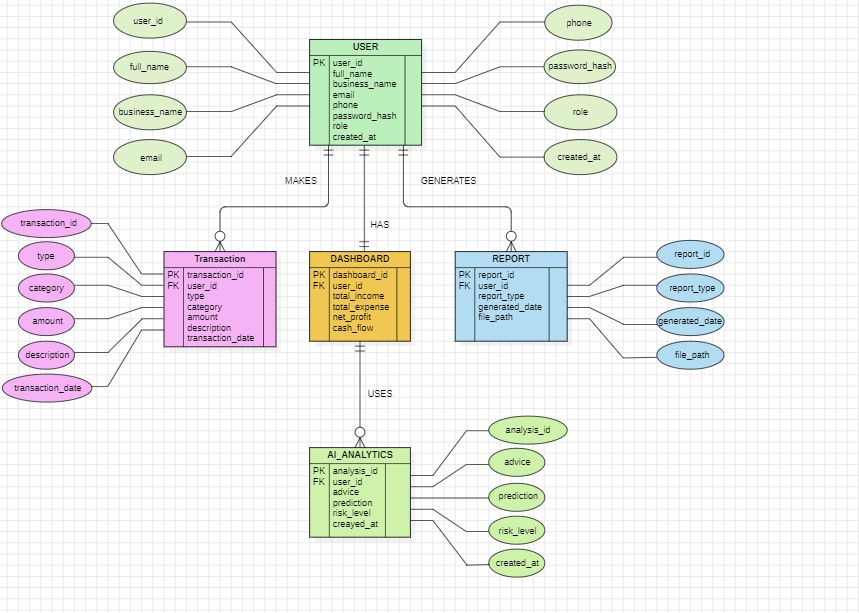 user_id
full_name
business_name
email
USER
PK user_id
full_name
business_name
email
phone
password_hash
role
created_at
phone
password_hash
role
created_at
MAKES
HAS
GENERATES
transaction_id
type
category
amount
description
transaction_date
Transaction
PK transaction_id
FK user_id
type
category
amount
description
transaction_date
DASHBOARD
PK dashboard_id
FK user_id
total_income
total_expense
net_profit
cash_flow
REPORT
PK report_id
FK user_id
report_type
generated_date
file_path
report_id
report_type
generated_date
file_path
USES
AI_ANALYTICS
PK analysis_id
FK user_id
advice
prediction
risk_level
creayed_at
analysis_id
advice
prediction
risk_level
created_at